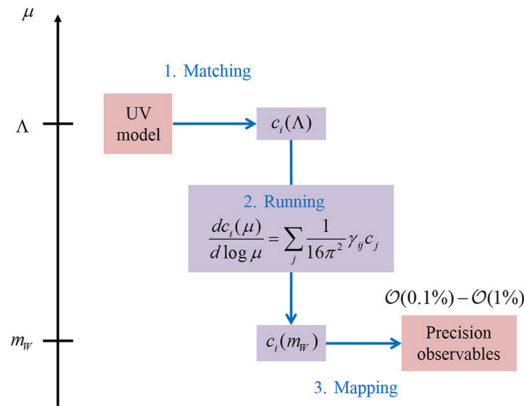 μ
1. Matching
UV
model
Λ
c_i(Λ)
2. Running
dc_i(μ)/d log μ = ∑_j 1/16π² γ_ij c_j
𝒪(0.1%) – 𝒪(1%)
m_W
c_i(m_W)
Precision
observables
3. Mapping